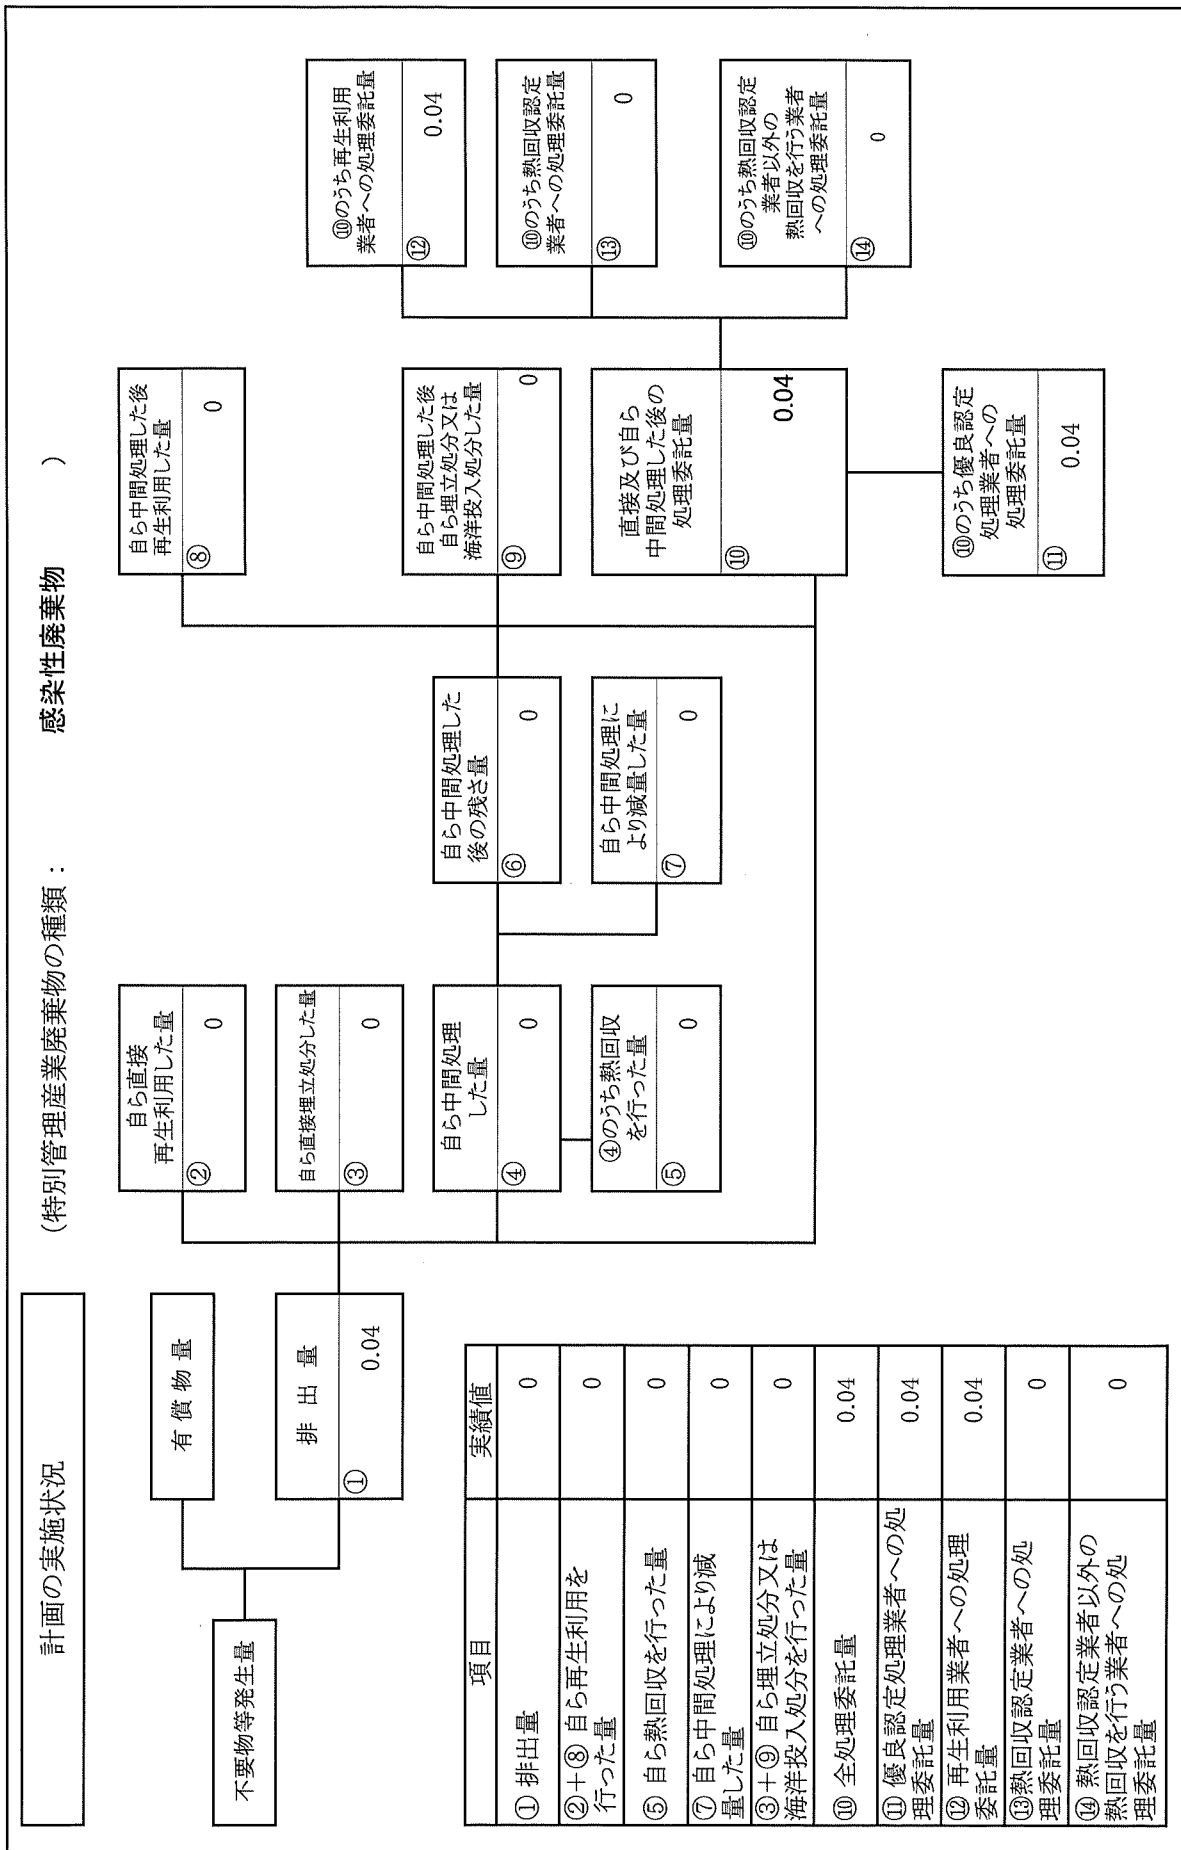 計画の実施状況
(特別管理産業廃棄物の種類：　感染性廃棄物　)
不要物等発生量
有償物量
排出量
① 0.04
自ら直接
再生利用した量
② 0
自ら直接埋立処分した量
③ 0
自ら中間処理
した量
④ 0
④のうち熱回収
を行った量
⑤ 0
自ら中間処理した
後の残さ量
⑥ 0
自ら中間処理に
より減量した量
⑦ 0
自ら中間処理した後
再生利用した量
⑧ 0
自ら中間処理した後
自ら埋立処分又は
海洋投入処分した量
⑨ 0
直接及び自ら
中間処理した後の
処理委託量
⑩ 0.04
⑩のうち優良認定
処理業者への
処理委託量
⑪ 0.04
⑩のうち再生利用
業者への処理委託量
⑫ 0.04
⑩のうち熱回収認定
業者への処理委託量
⑬ 0
⑩のうち熱回収認定
業者以外の
熱回収を行う業者
への処理委託量
⑭ 0
項目 実績値
① 排出量 0
②＋⑧ 自ら再生利用を
行った量 0
⑤ 自ら熱回収を行った量 0
⑦ 自ら中間処理により減
量した量 0
③＋⑨ 自ら埋立処分又は
海洋投入処分を行った量 0
⑩ 全処理委託量 0.04
⑪ 優良認定処理業者への処
理委託量 0.04
⑫ 再生利用業者への処理
委託量 0.04
⑬熱回収認定業者への処
理委託量 0
⑭ 熱回収認定業者以外の
熱回収を行う業者への処
理委託量 0